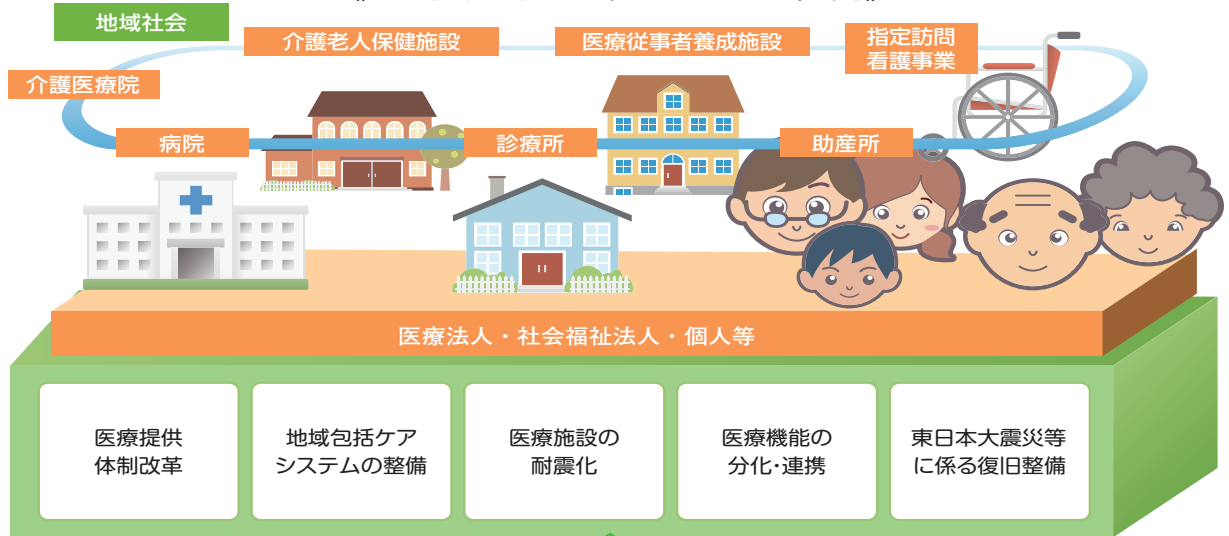 地域社会
介護老人保健施設
医療従事者養成施設
指定訪問
看護事業
介護医療院
病院
診療所
助産所
医療法人・社会福祉法人・個人等
医療提供
体制改革
地域包括ケア
システムの整備
医療施設の
耐震化
医療機能の
分化・連携
東日本大震災等
に係る復旧整備